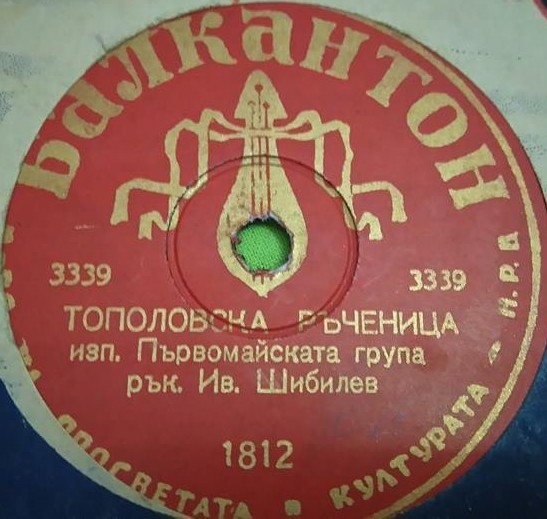 Балкантон
3339 3339
ТОПОЛОВСКА РЪЧЕНИЦА
изп. Първомайската група
рък. Ив. Шибилев
1812
ПРОСВЕТАТА И КУЛТУРАТА Н.Р.Б